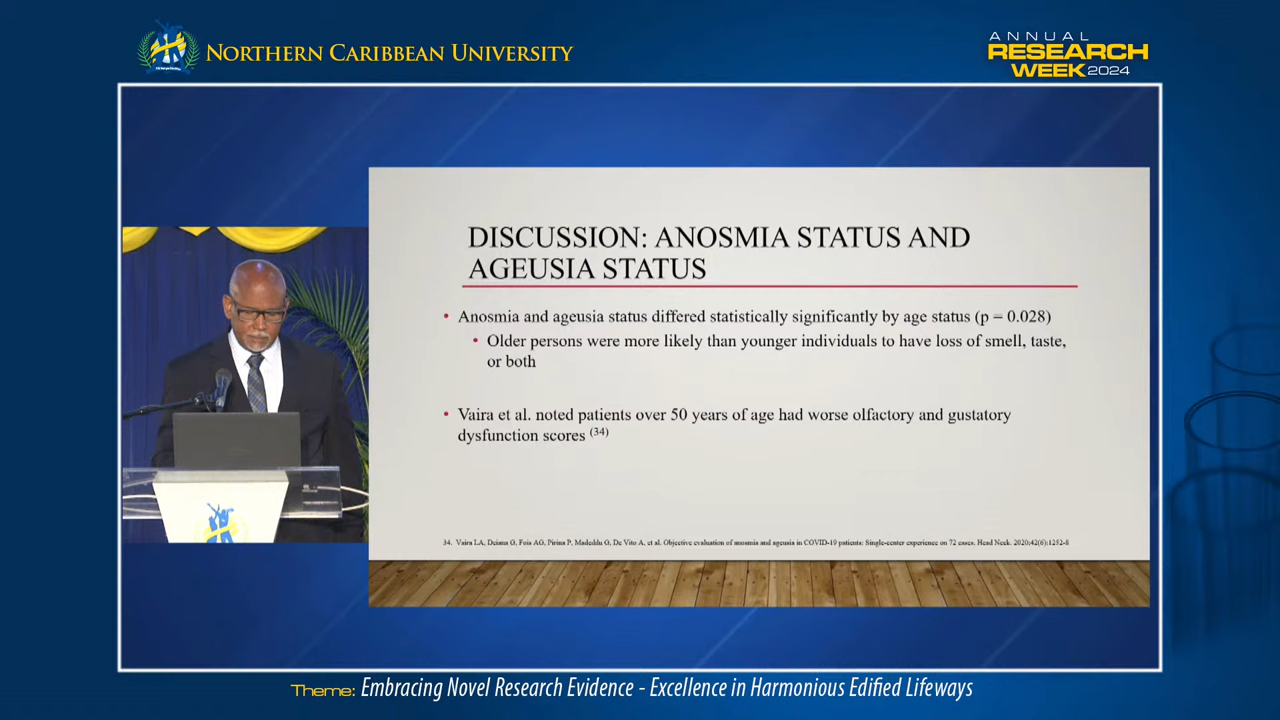 NORTHERN CARIBBEAN UNIVERSITY
ANNUAL
RESEARCH
WEEK 2024
DISCUSSION: ANOSMIA STATUS AND
AGEUSIA STATUS
• Anosmia and ageusia status differed statistically significantly by age status (p = 0.028)
• Older persons were more likely than younger individuals to have loss of smell, taste,
or both
• Vaira et al. noted patients over 50 years of age had worse olfactory and gustatory
dysfunction scores (34)
34. Vaira LA, Deiana G, Fois AG, Pirina P, Madeddu G, De Vito A, et al. Objective evaluation of anosmia and ageusia in COVID-19 patients: Single-center experience on 72 cases. Head Neck. 2020;42(6):1252-8
Theme: Embracing Novel Research Evidence - Excellence in Harmonious Edified Lifeways